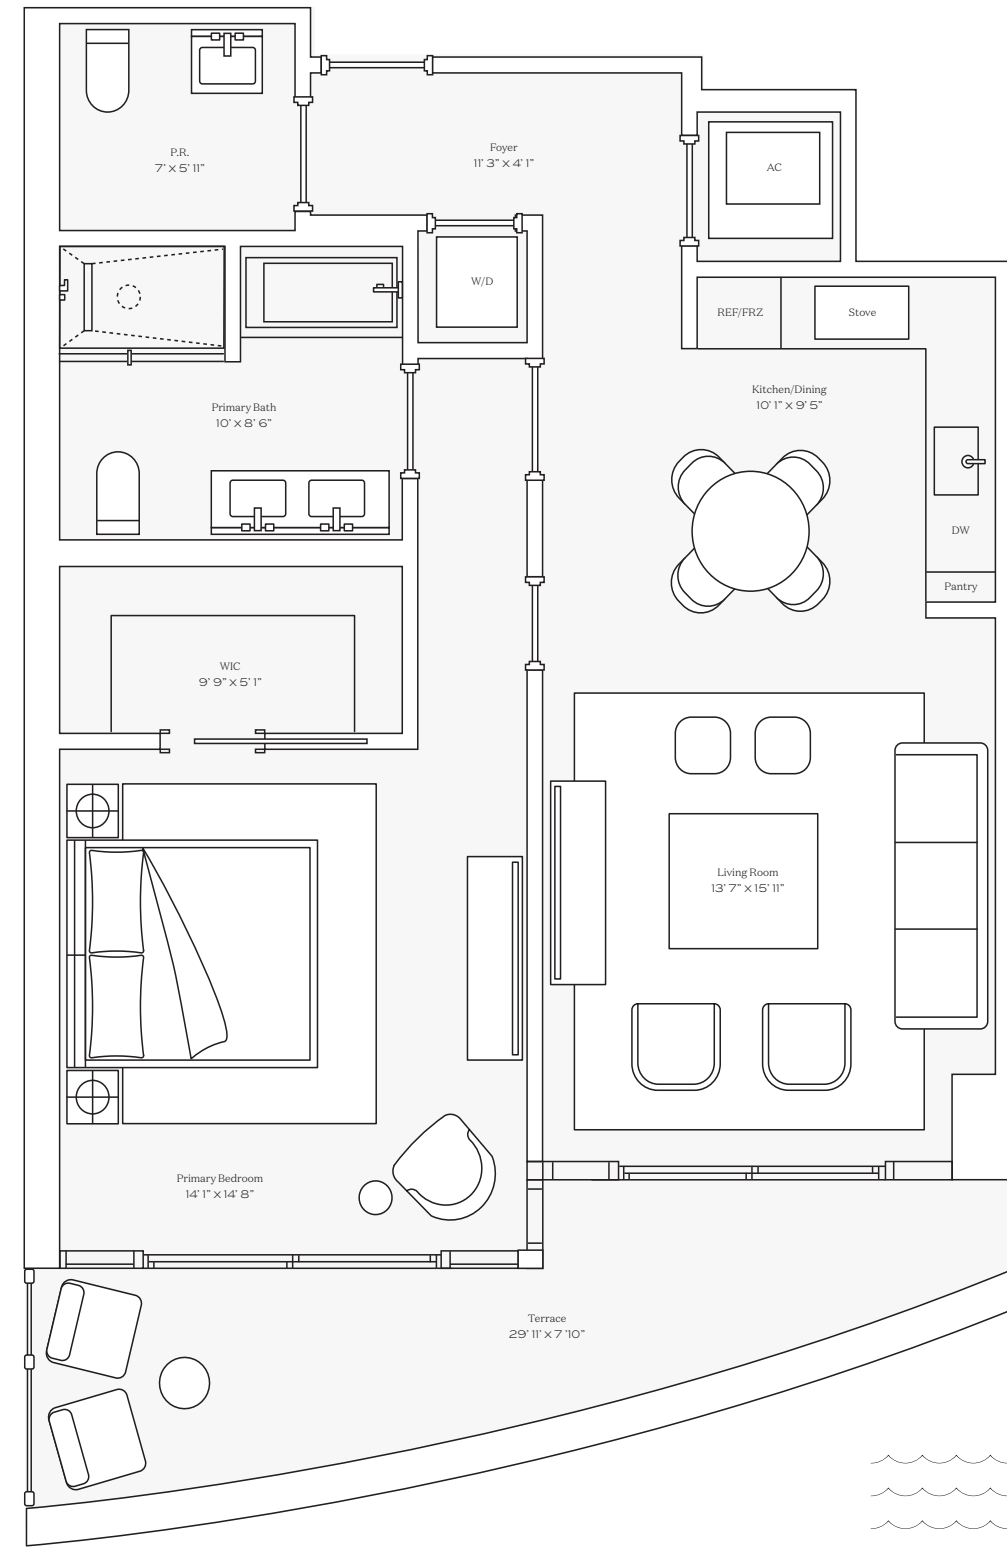 P.R.
7’ X 5’ 11”
Foyer
11’ 3” X 4’ 1”
AC
W/D
REF/FRZ
Stove
Kitchen/Dining
10’ 1” X 9’ 5”
Primary Bath
10’ X 8’ 6”
DW
Pantry
WIC
9’ 9” X 5’ 1”
Living Room
13’ 7” X 15’ 11”
Primary Bedroom
14’ 1” X 14’ 8”
Terrace
29’ 11’ X 7 ’10”